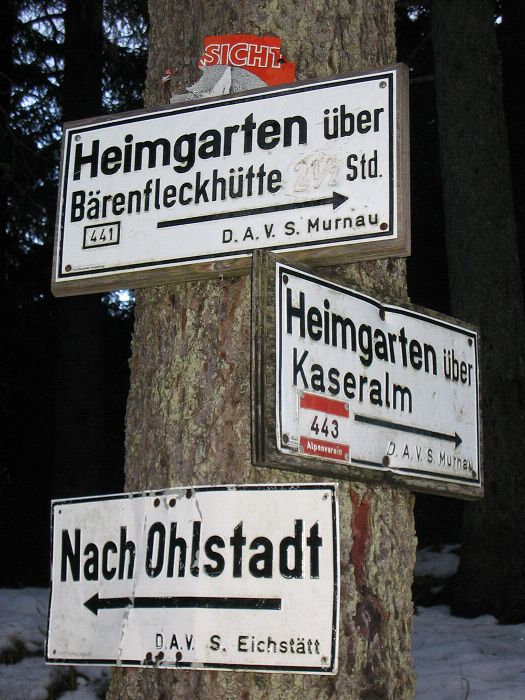 SICHT
Heimgarten über
Bärenfleckhütte 2½ Std.
441
D.A.V. S. Murnau
Heimgarten über
Kaseralm
443
Alpenverein
D.A.V. S. Murnau
Nach Ohlstadt
D.A.V. S. Eichstätt